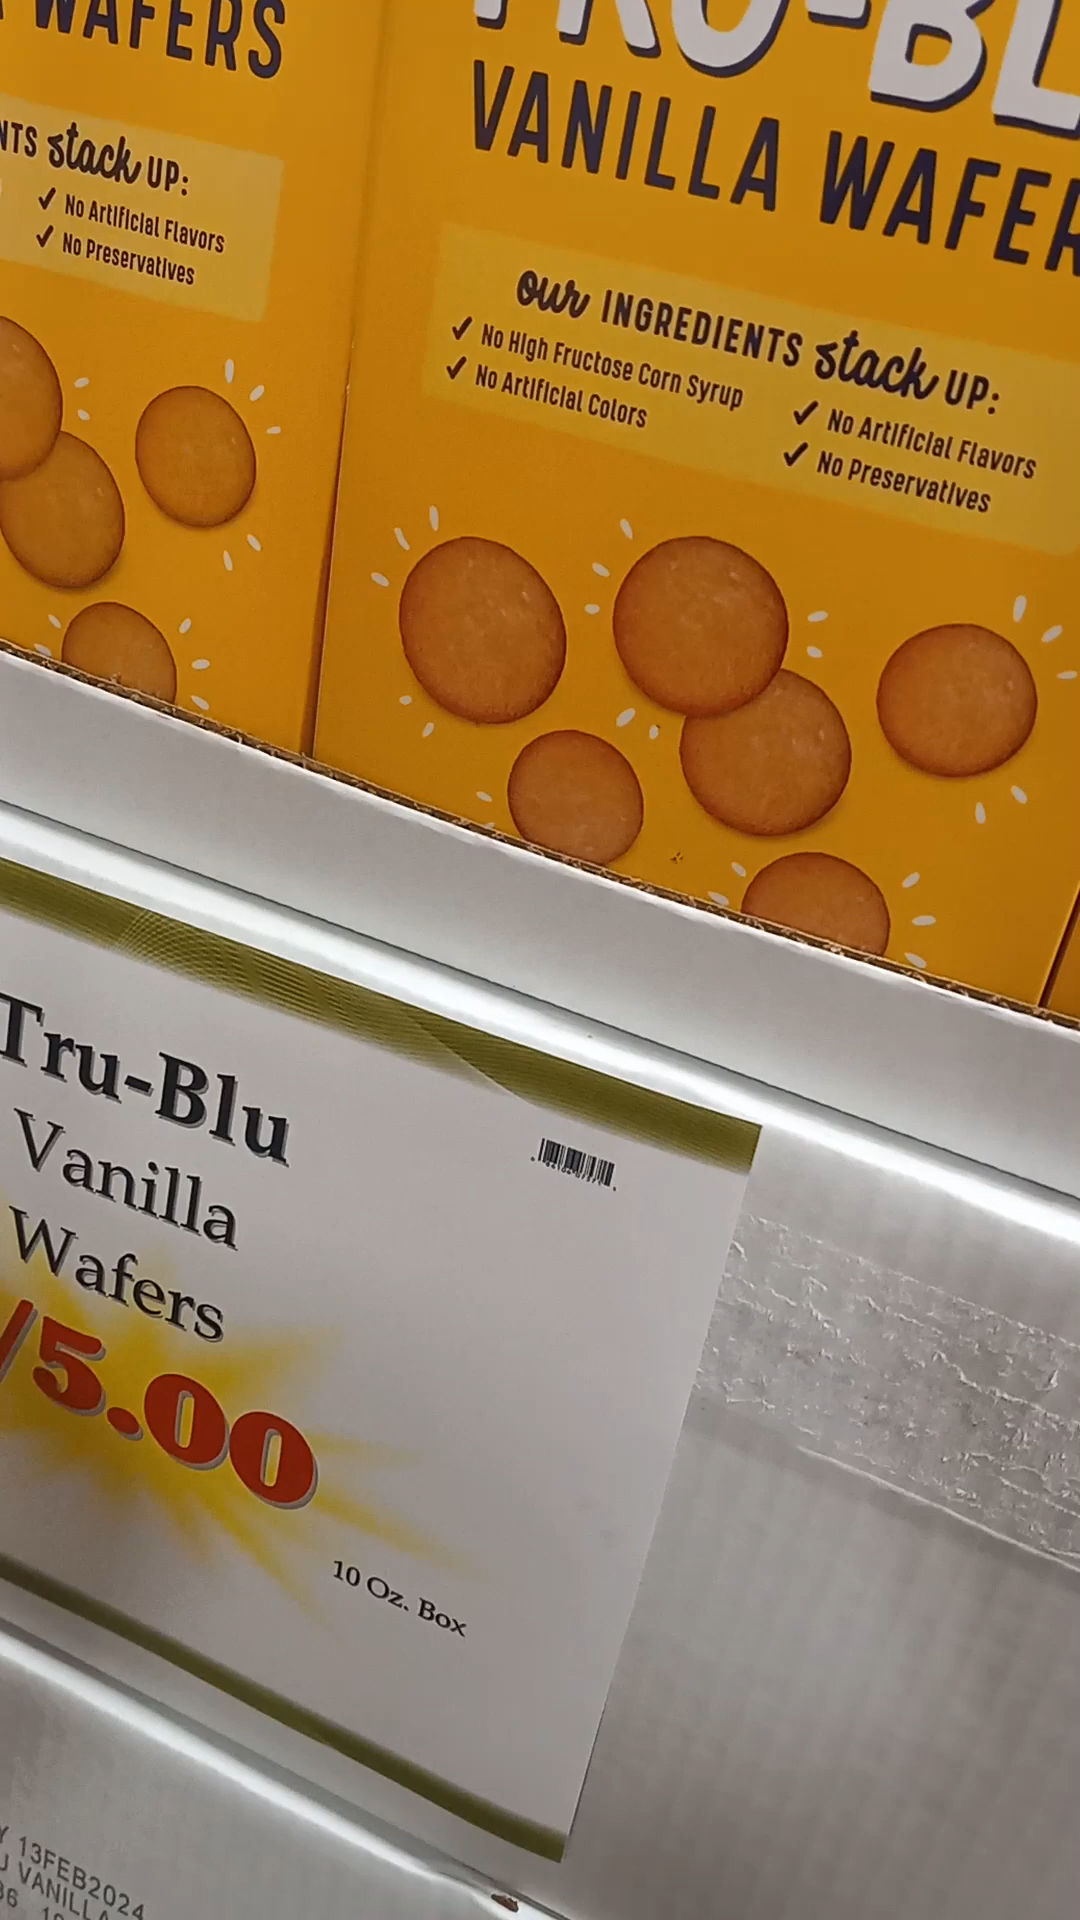 WAFERS
stack UP:
✓ No Artificial Flavors
✓ No Preservatives
VANILLA WAFER
our INGREDIENTS stack UP:
✓ No High Fructose Corn Syrup
✓ No Artificial Colors
✓ No Artificial Flavors
✓ No Preservatives
Tru-Blu
Vanilla
Wafers
/5.00
10 Oz. Box
13FEB2024
VANILLA